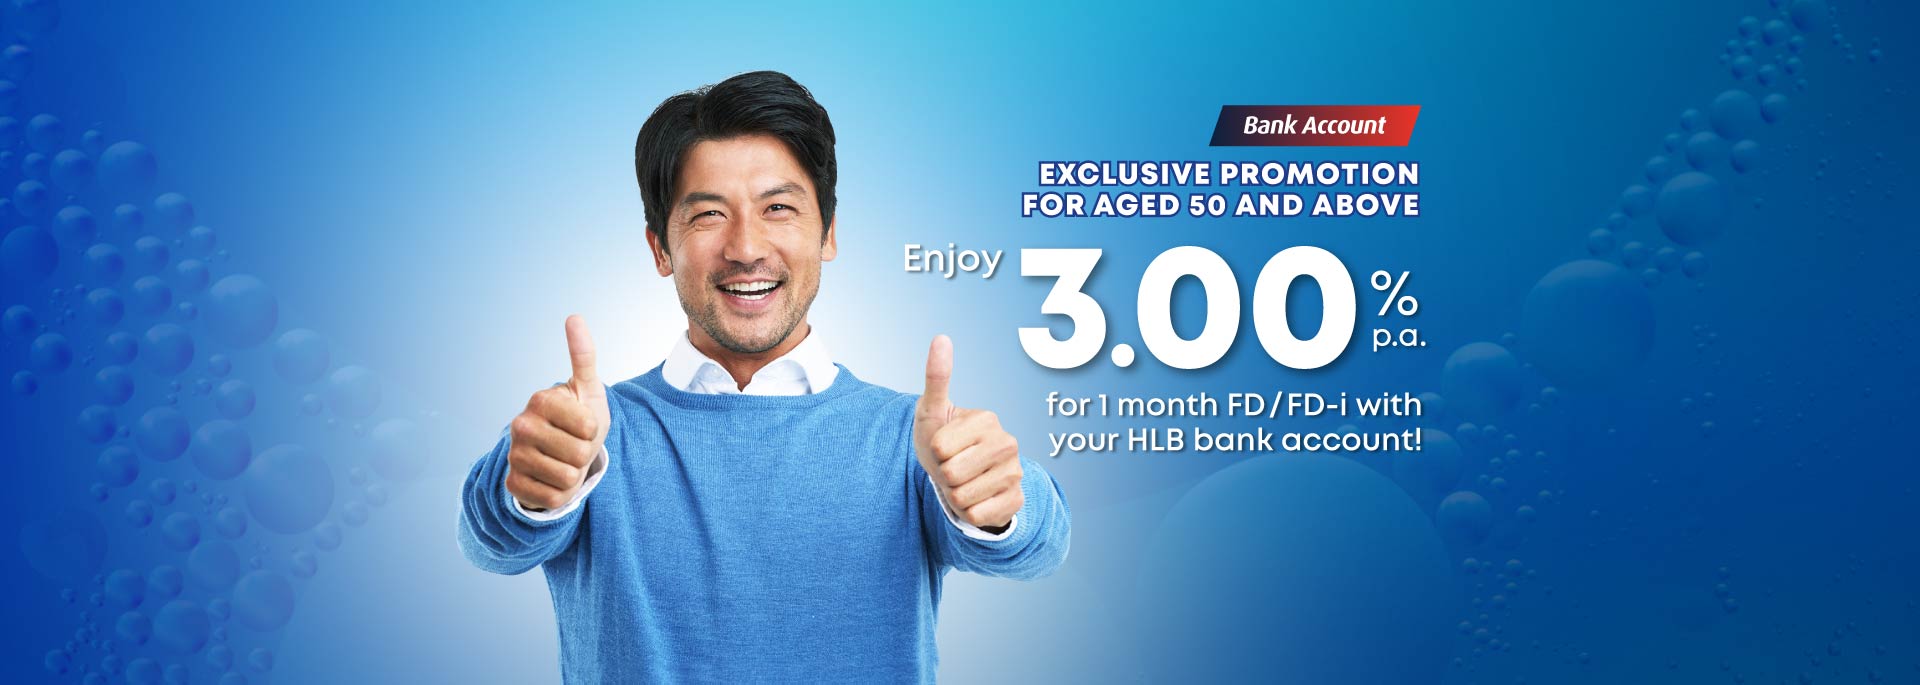 Bank Account
EXCLUSIVE PROMOTION
FOR AGED 50 AND ABOVE
Enjoy 3.00% p.a.
for 1 month FD/FD-i with
your HLB bank account!